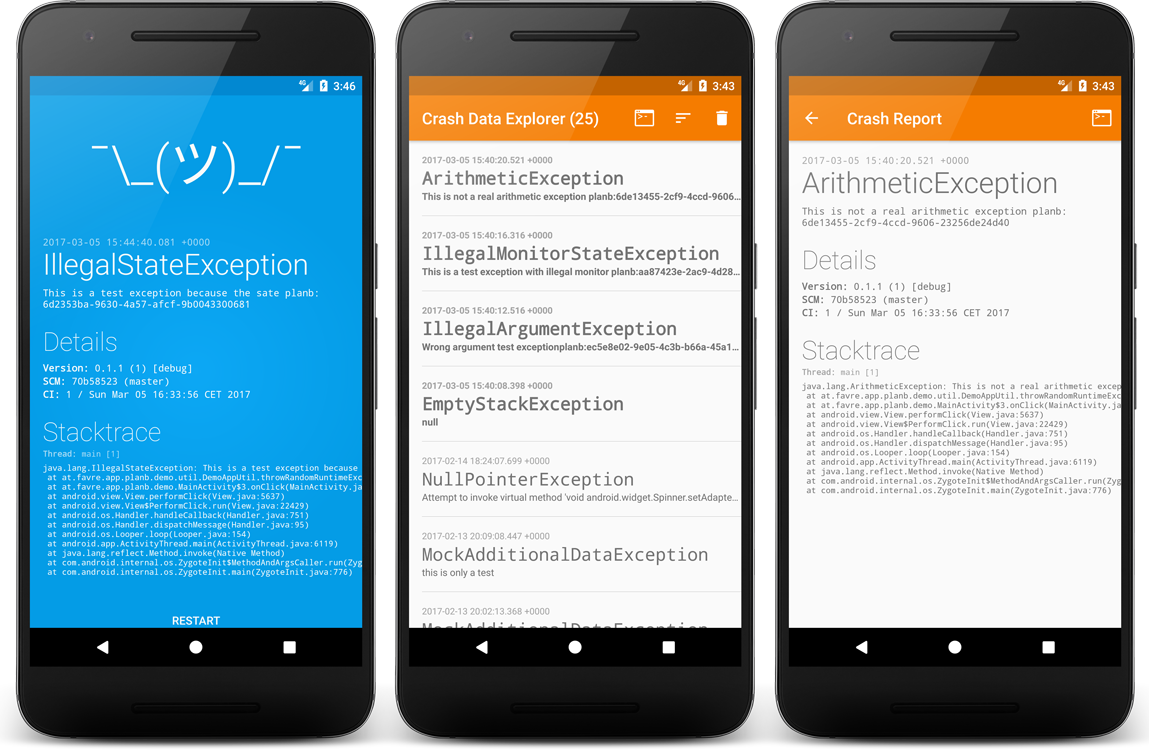 4G 3:46
¯\_(ツ)_/¯
2017-03-05 15:44:40.081 +0000
IllegalStateException
This is a test exception because the sate planb:
6d2353ba-9630-4a57-afcf-9b0043300681
Details
Version: 0.1.1 (1) [debug]
SCM: 70b58523 (master)
CI: 1 / Sun Mar 05 16:33:56 CET 2017
Stacktrace
Thread: main [1]
java.lang.IllegalStateException: This is a test exception because
at at.favre.app.planb.demo.util.DemoAppUtil.throwRandomRuntimeExc
at at.favre.app.planb.demo.MainActivity$3.onClick(MainActivity.ja
at android.view.View.performClick(View.java:5637)
at android.view.View$PerformClick.run(View.java:22429)
at android.os.Handler.handleCallback(Handler.java:751)
at android.os.Handler.dispatchMessage(Handler.java:95)
at android.os.Looper.loop(Looper.java:154)
at android.app.ActivityThread.main(ActivityThread.java:6119)
at java.lang.reflect.Method.invoke(Native Method)
at com.android.internal.os.ZygoteInit$MethodAndArgsCaller.run(Zyg
at com.android.internal.os.ZygoteInit.main(ZygoteInit.java:776)
RESTART
4G 3:43
Crash Data Explorer (25)
2017-03-05 15:40:20.521 +0000
ArithmeticException
This is not a real arithmetic exception planb:6de13455-2cf9-4ccd-9606...
2017-03-05 15:40:16.316 +0000
IllegalMonitorStateException
This is a test exception with illegal monitor planb:aa87423e-2ac9-4d28...
2017-03-05 15:40:12.516 +0000
IllegalArgumentException
Wrong argument test exceptionplanb:ec5e8e02-9e05-4c3b-b66a-45a1...
2017-03-05 15:40:08.398 +0000
EmptyStackException
null
2017-02-14 18:24:07.699 +0000
NullPointerException
Attempt to invoke virtual method 'void android.widget.Spinner.setAdapte...
2017-02-13 20:09:08.447 +0000
MockAdditionalDataException
this is only a test
2017-02-13 20:02:13.368 +0000
MockAdditionalDataException
4G 3:43
Crash Report
2017-03-05 15:40:20.521 +0000
ArithmeticException
This is not a real arithmetic exception planb:
6de13455-2cf9-4ccd-9606-23256de24d40
Details
Version: 0.1.1 (1) [debug]
SCM: 70b58523 (master)
CI: 1 / Sun Mar 05 16:33:56 CET 2017
Stacktrace
Thread: main [1]
java.lang.ArithmeticException: This is not a real arithmetic excep
at at.favre.app.planb.demo.util.DemoAppUtil.throwRandomRuntimeExc
at at.favre.app.planb.demo.MainActivity$3.onClick(MainActivity.ja
at android.view.View.performClick(View.java:5637)
at android.view.View$PerformClick.run(View.java:22429)
at android.os.Handler.handleCallback(Handler.java:751)
at android.os.Handler.dispatchMessage(Handler.java:95)
at android.os.Looper.loop(Looper.java:154)
at android.app.ActivityThread.main(ActivityThread.java:6119)
at java.lang.reflect.Method.invoke(Native Method)
at com.android.internal.os.ZygoteInit$MethodAndArgsCaller.run(Zyg
at com.android.internal.os.ZygoteInit.main(ZygoteInit.java:776)